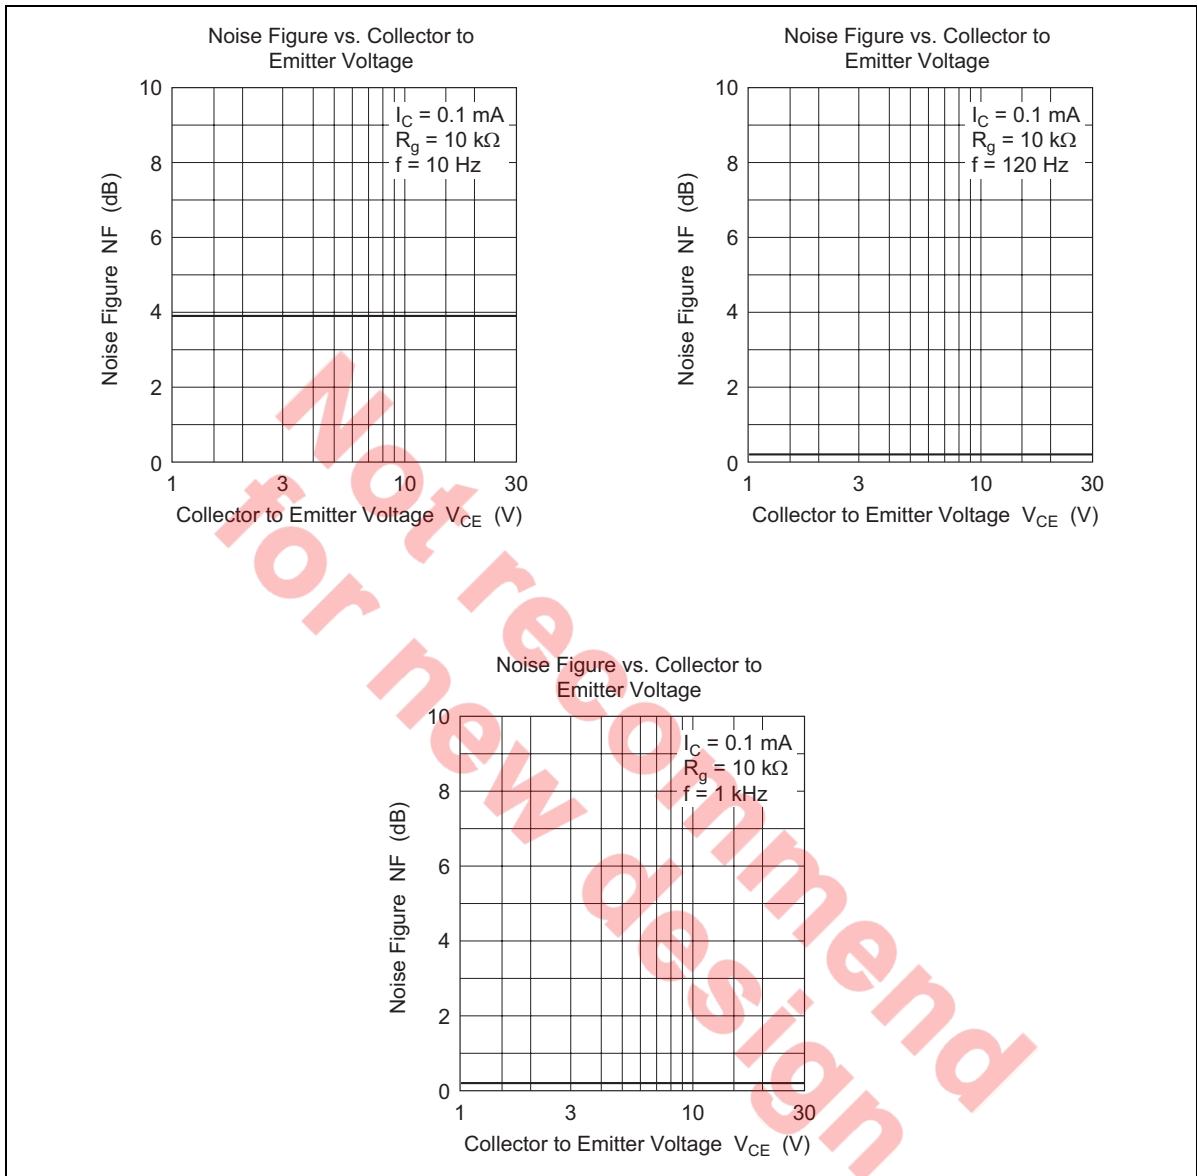 Noise Figure vs. Collector to
Emitter Voltage
10
8
6
4
2
0
Noise Figure NF (dB)
I_C = 0.1 mA
R_g = 10 kΩ
f = 10 Hz
1 3 10 30
Collector to Emitter Voltage V_CE (V)
Noise Figure vs. Collector to
Emitter Voltage
10
8
6
4
2
0
Noise Figure NF (dB)
I_C = 0.1 mA
R_g = 10 kΩ
f = 120 Hz
1 3 10 30
Collector to Emitter Voltage V_CE (V)
Noise Figure vs. Collector to
Emitter Voltage
10
8
6
4
2
0
Noise Figure NF (dB)
I_C = 0.1 mA
R_g = 10 kΩ
f = 1 kHz
1 3 10 30
Collector to Emitter Voltage V_CE (V)
Not recommend
for new design